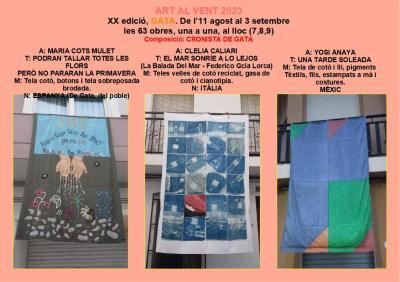 ART AL VENT 2023
XX edició, GATA. De l'11 agost al 3 setembre
les 63 obres, una a una, al lloc (7,8,9)
Composició: CRONISTA DE GATA
A: MARIA COTS MULET
T: PODRAN TALLAR TOTES LES
FLORS
PERÒ NO PARARAN LA PRIMAVERA
M: Tela cotó, botons i tela sobreposada
brodada.
N: ESPANYA (De Gata, del poble)
A: CLELIA CALIARI
T: EL MAR SONRÍE A LO LEJOS
(La Balada Del Mar - Federico Gcía Lorca)
M: Teles velles de cotó reciclat, gasa de
cotó i cianotipia.
N: ITÀLIA
A: YOSI ANAYA
T: UNA TARDE SOLEADA
M: Tela de cotó i lli, pigments
Tèxtils, flis, estampats a mà i
costures.
MÈXIC